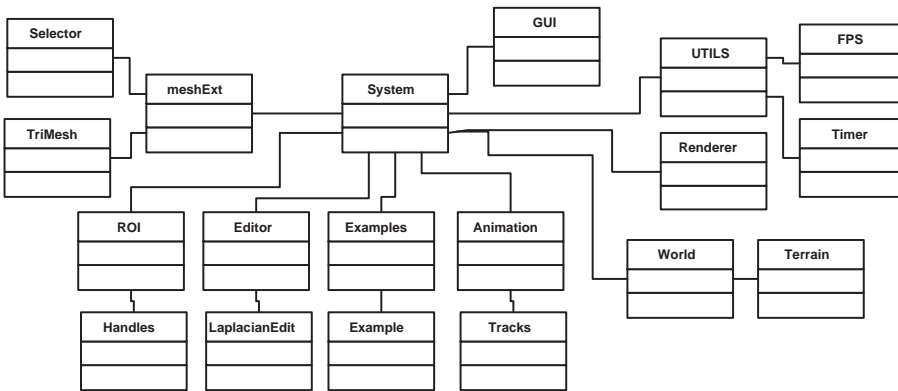 Selector
GUI
FPS
UTILS
meshExt
System
TriMesh
Renderer
Timer
ROI
Editor
Examples
Animation
World
Terrain
Handles
LaplacianEdit
Example
Tracks